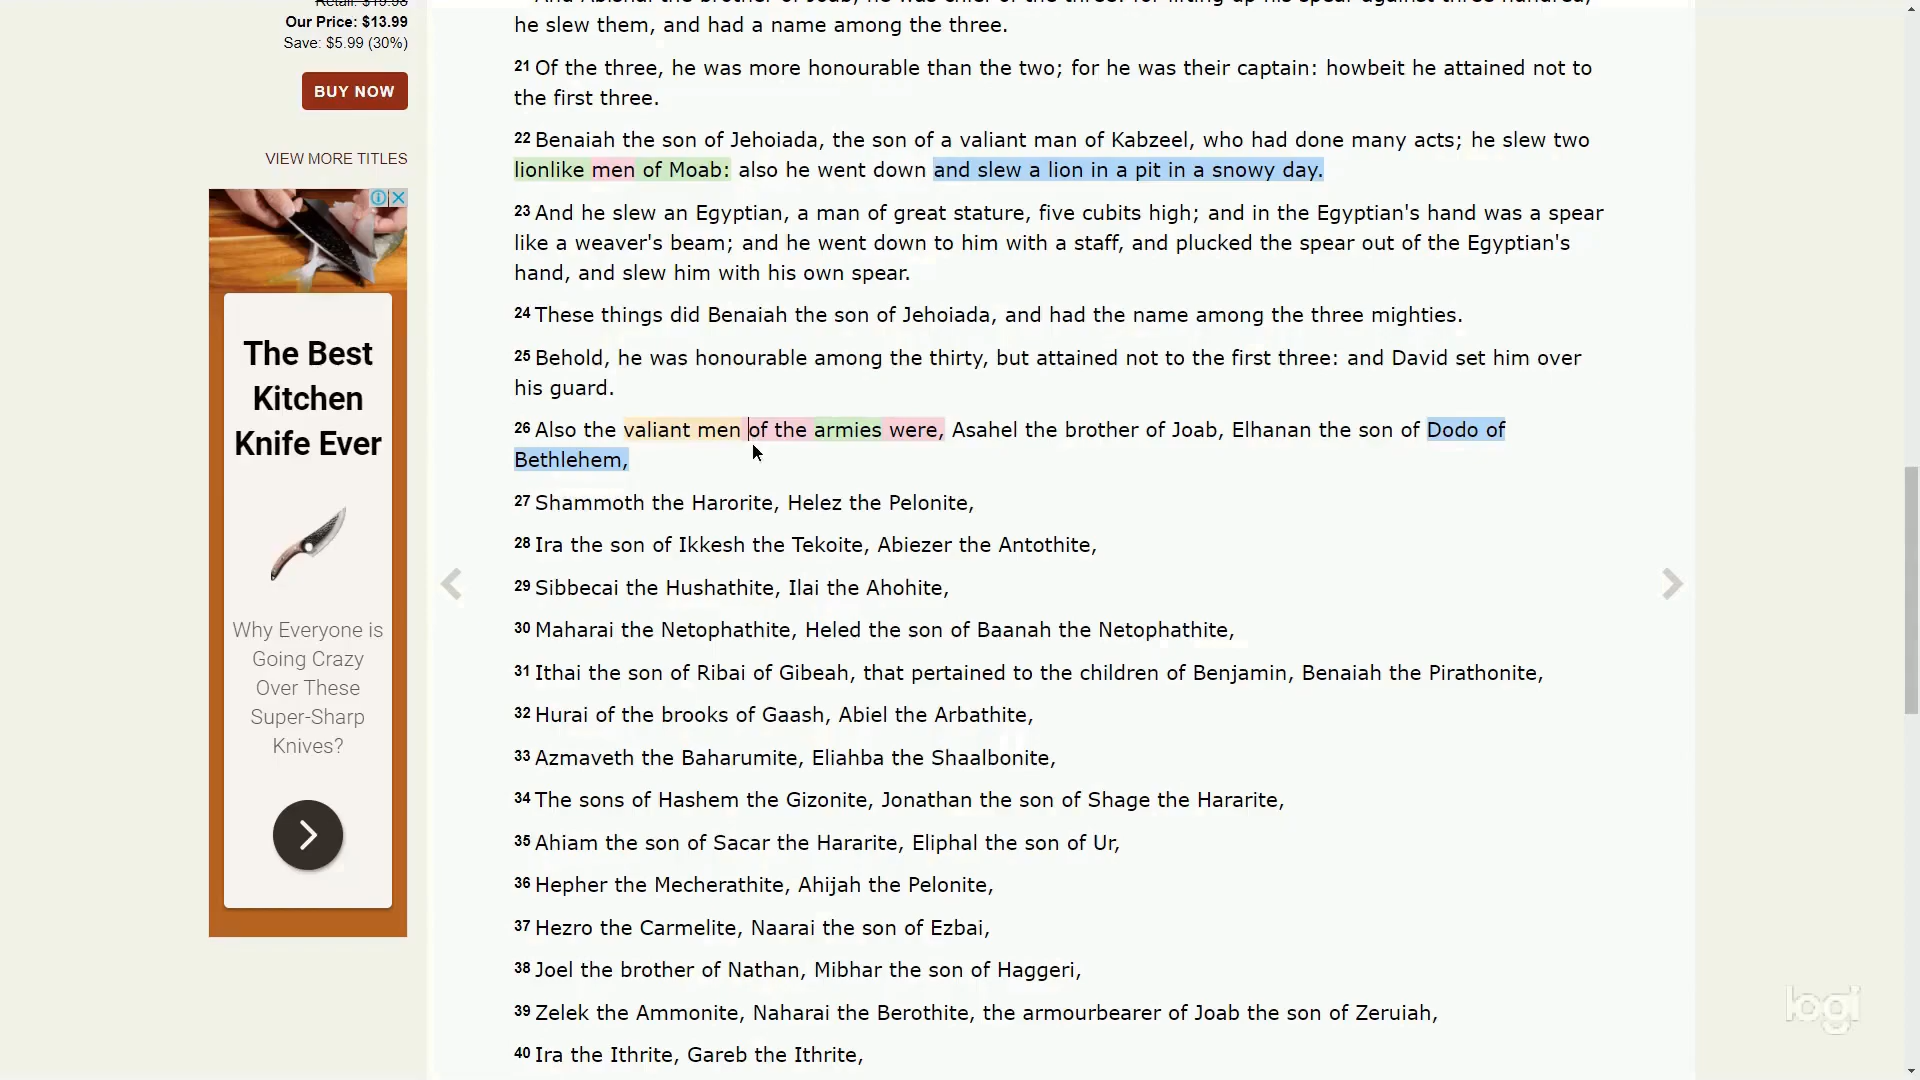 Retail: $19.98
Our Price: $13.99
Save: $5.99 (30%)
BUY NOW
VIEW MORE TITLES
The Best
Kitchen
Knife Ever
Why Everyone is
Going Crazy
Over These
Super-Sharp
Knives?
he slew them, and had a name among the three.
21 Of the three, he was more honourable than the two; for he was their captain: howbeit he attained not to
the first three.
22 Benaiah the son of Jehoiada, the son of a valiant man of Kabzeel, who had done many acts; he slew two
lionlike men of Moab: also he went down and slew a lion in a pit in a snowy day.
23 And he slew an Egyptian, a man of great stature, five cubits high; and in the Egyptian's hand was a spear
like a weaver's beam; and he went down to him with a staff, and plucked the spear out of the Egyptian's
hand, and slew him with his own spear.
24 These things did Benaiah the son of Jehoiada, and had the name among the three mighties.
25 Behold, he was honourable among the thirty, but attained not to the first three: and David set him over
his guard.
26 Also the valiant men of the armies were, Asahel the brother of Joab, Elhanan the son of Dodo of
Bethlehem,
27 Shammoth the Harorite, Helez the Pelonite,
28 Ira the son of Ikkesh the Tekoite, Abiezer the Antothite,
29 Sibbecai the Hushathite, Ilai the Ahohite,
30 Maharai the Netophathite, Heled the son of Baanah the Netophathite,
31 Ithai the son of Ribai of Gibeah, that pertained to the children of Benjamin, Benaiah the Pirathonite,
32 Hurai of the brooks of Gaash, Abiel the Arbathite,
33 Azmaveth the Baharumite, Eliahba the Shaalbonite,
34 The sons of Hashem the Gizonite, Jonathan the son of Shage the Hararite,
35 Ahiam the son of Sacar the Hararite, Eliphal the son of Ur,
36 Hepher the Mecherathite, Ahijah the Pelonite,
37 Hezro the Carmelite, Naarai the son of Ezbai,
38 Joel the brother of Nathan, Mibhar the son of Haggeri,
39 Zelek the Ammonite, Naharai the Berothite, the armourbearer of Joab the son of Zeruiah,
40 Ira the Ithrite, Gareb the Ithrite,
logi